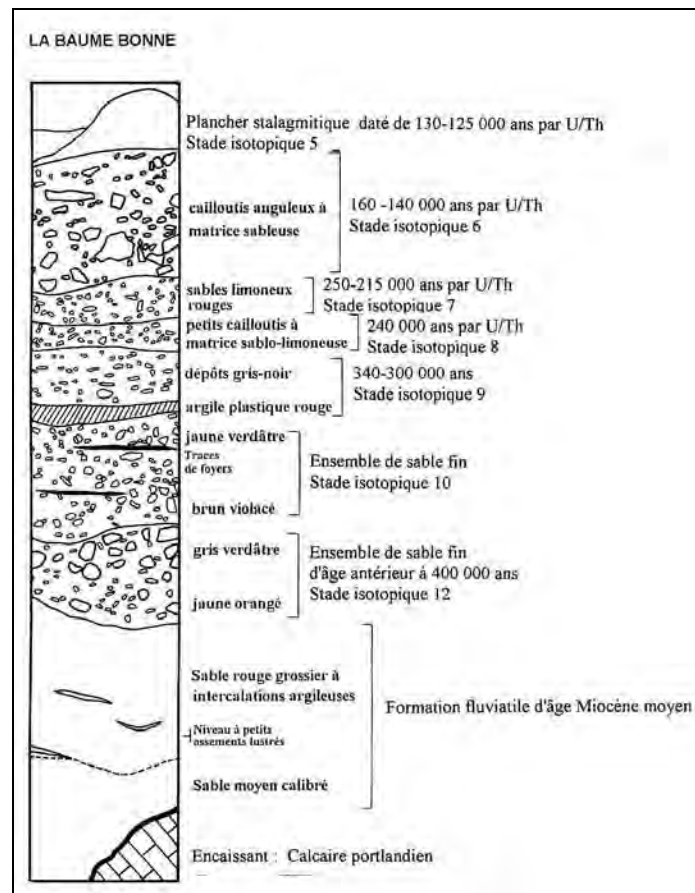 LA BAUME BONNE
Plancher stalagmitique daté de 130-125 000 ans par U/Th
Stade isotopique 5
cailloutis anguleux à
matrice sableuse
160 -140 000 ans par U/Th
Stade isotopique 6
sables limoneux
rouges
250-215 000 ans par U/Th
Stade isotopique 7
petits cailloutis à
matrice sablo-limoneuse
240 000 ans par U/Th
Stade isotopique 8
dépôts gris-noir
340-300 000 ans
Stade isotopique 9
argile plastique rouge
jaune verdâtre
Traces
de foyers
Ensemble de sable fin
Stade isotopique 10
brun violacé
gris verdâtre
Ensemble de sable fin
d'âge antérieur à 400 000 ans
Stade isotopique 12
jaune orangé
Sable rouge grossier à
intercalations argileuses
Formation fluviatile d'âge Miocène moyen
Niveau à petits
ossements lustrés
Sable moyen calibré
Encaissant : Calcaire portlandien